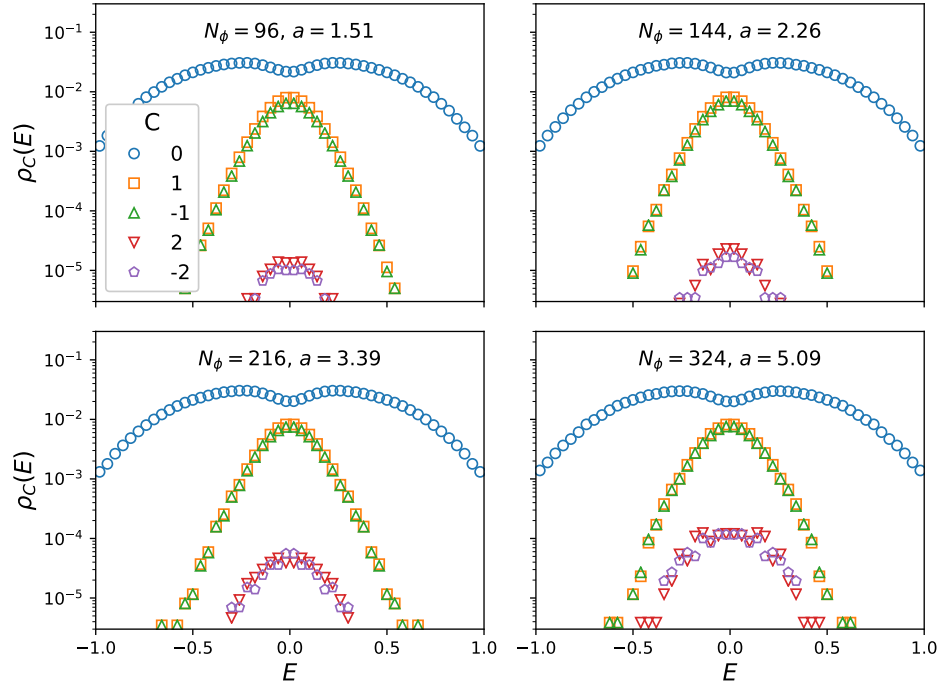 N_ϕ = 96, a = 1.51
10⁻¹
10⁻²
10⁻³
10⁻⁴
10⁻⁵
ρ_C(E)
C
0
1
-1
2
-2
N_ϕ = 144, a = 2.26
N_ϕ = 216, a = 3.39
10⁻¹
10⁻²
10⁻³
10⁻⁴
10⁻⁵
ρ_C(E)
−1.0 −0.5 0.0 0.5 1.0
E
N_ϕ = 324, a = 5.09
−1.0 −0.5 0.0 0.5 1.0
E